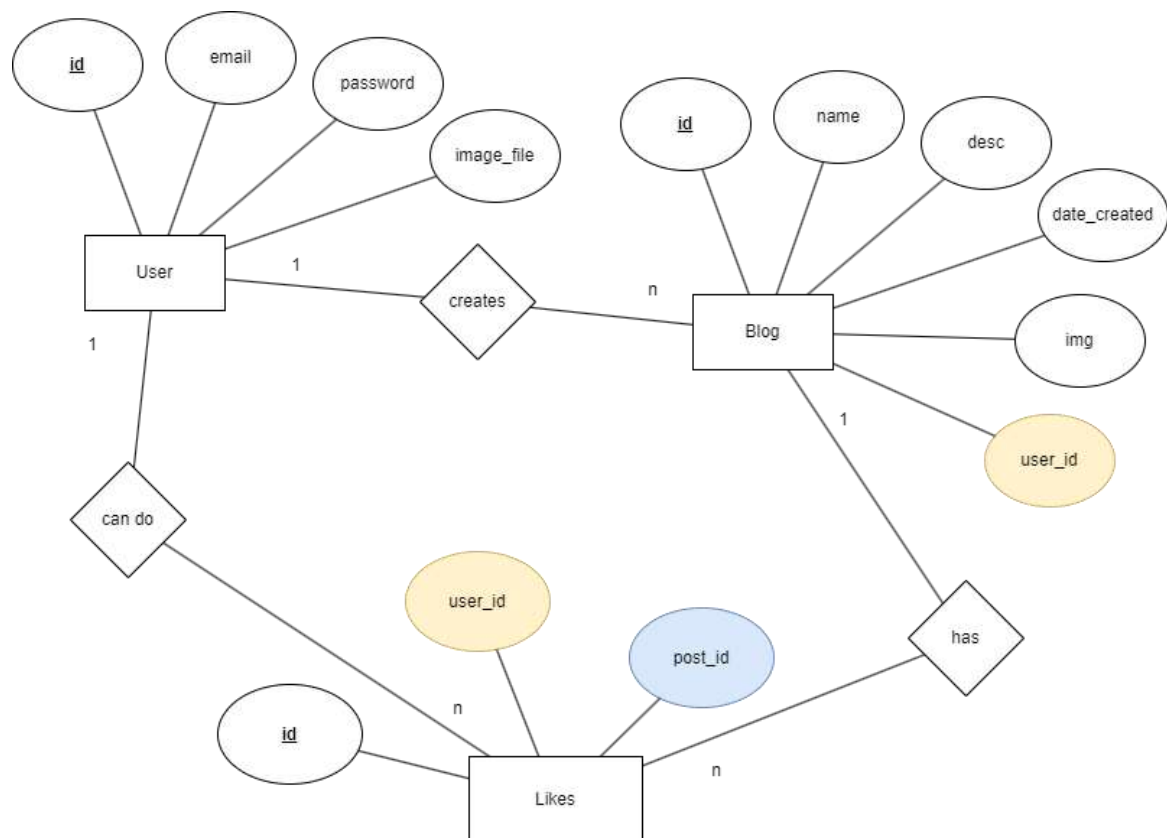 id
email
password
image_file
id
name
desc
date_created
img
user_id
User
1
creates
n
Blog
1
1
can do
user_id
post_id
has
id
n
n
Likes